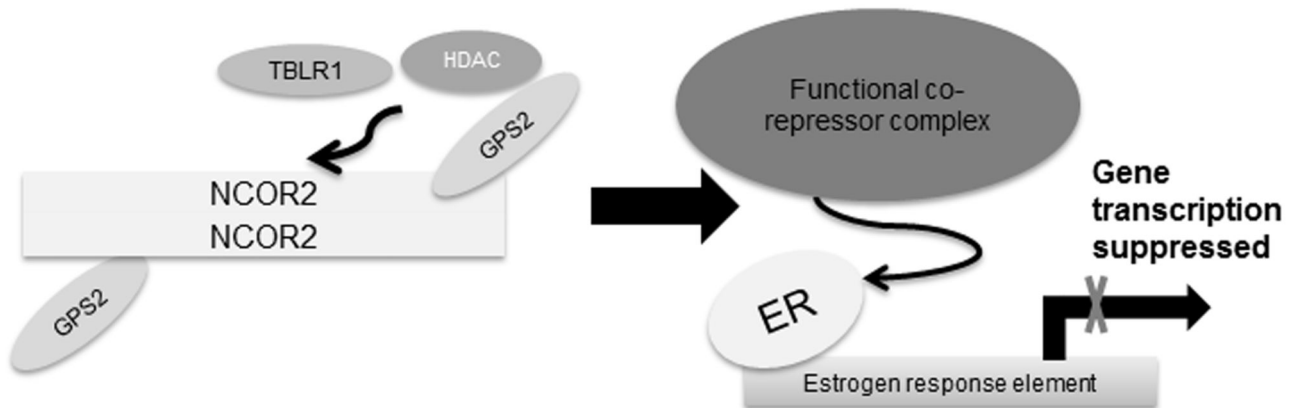 TBLR1
HDAC
GPS2
NCOR2
NCOR2
GPS2
Functional co-
repressor complex
Gene
transcription
suppressed
ER
Estrogen response element